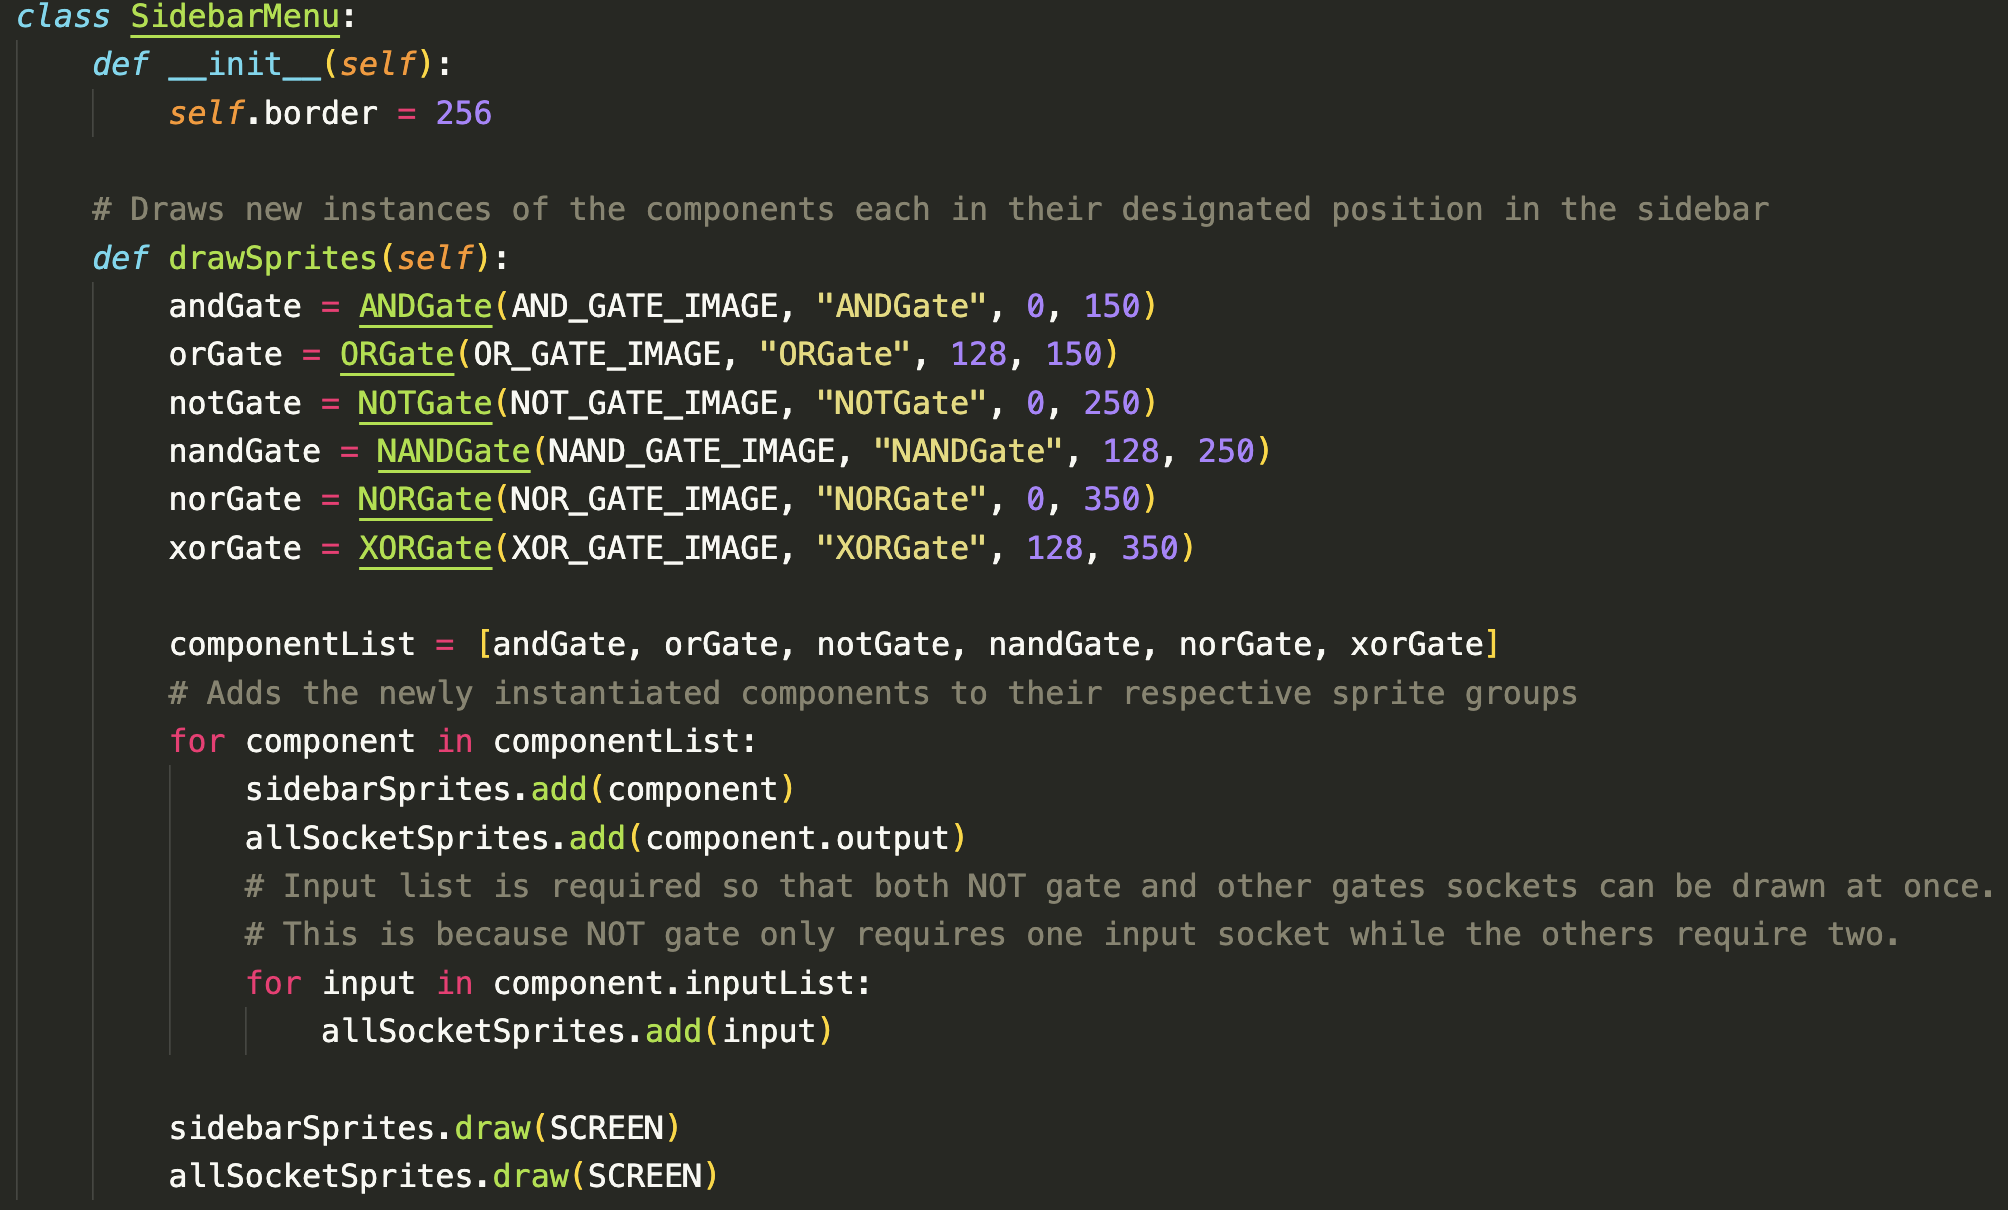 class SidebarMenu:
    def __init__(self):
        self.border = 256

    # Draws new instances of the components each in their designated position in the sidebar
    def drawSprites(self):
        andGate = ANDGate(AND_GATE_IMAGE, "ANDGate", 0, 150)
        orGate = ORGate(OR_GATE_IMAGE, "ORGate", 128, 150)
        notGate = NOTGate(NOT_GATE_IMAGE, "NOTGate", 0, 250)
        nandGate = NANDGate(NAND_GATE_IMAGE, "NANDGate", 128, 250)
        norGate = NORGate(NOR_GATE_IMAGE, "NORGate", 0, 350)
        xorGate = XORGate(XOR_GATE_IMAGE, "XORGate", 128, 350)

        componentList = [andGate, orGate, notGate, nandGate, norGate, xorGate]
        # Adds the newly instantiated components to their respective sprite groups
        for component in componentList:
            sidebarSprites.add(component)
            allSocketSprites.add(component.output)
            # Input list is required so that both NOT gate and other gates sockets can be drawn at once.
            # This is because NOT gate only requires one input socket while the others require two.
            for input in component.inputList:
                allSocketSprites.add(input)

        sidebarSprites.draw(SCREEN)
        allSocketSprites.draw(SCREEN)